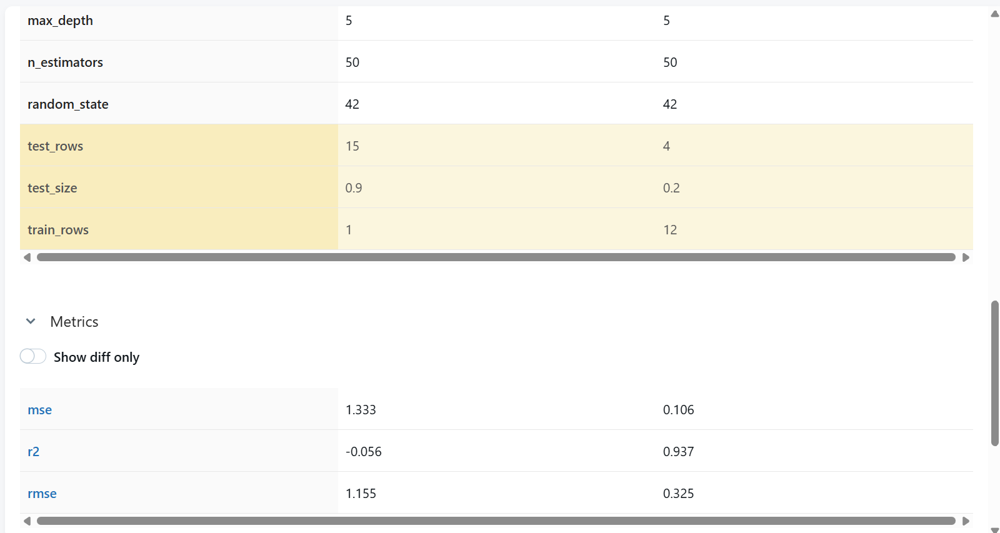 max_depth 5 5
n_estimators 50 50
random_state 42 42
test_rows 15 4
test_size 0.9 0.2
train_rows 1 12
Metrics
Show diff only
mse 1.333 0.106
r2 -0.056 0.937
rmse 1.155 0.325